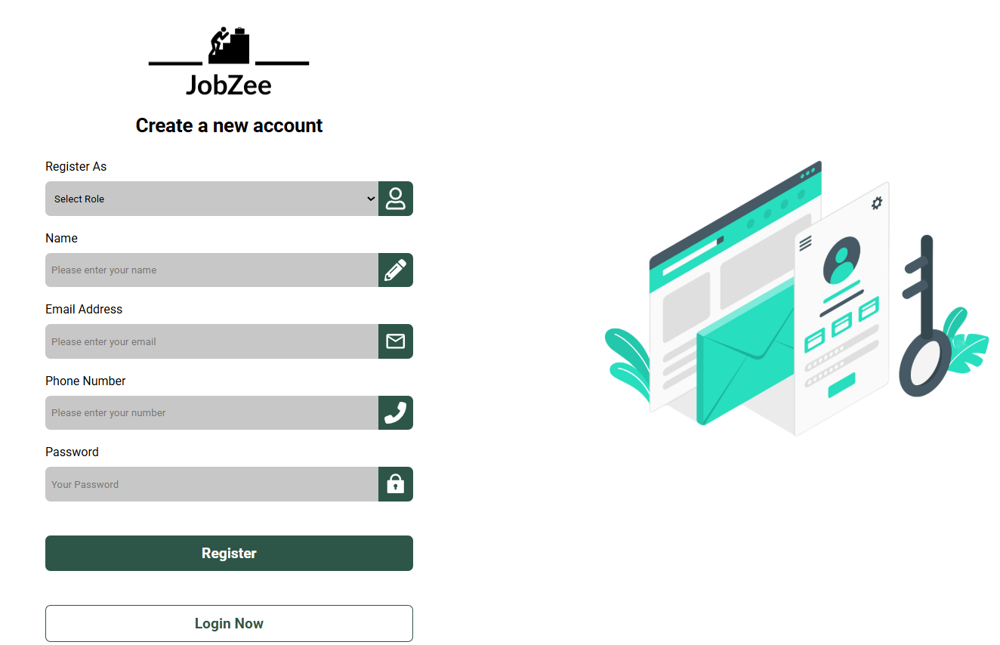 JobZee
Create a new account
Register As
Select Role
Name
Please enter your name
Email Address
Please enter your email
Phone Number
Please enter your number
Password
Your Password
Register
Login Now